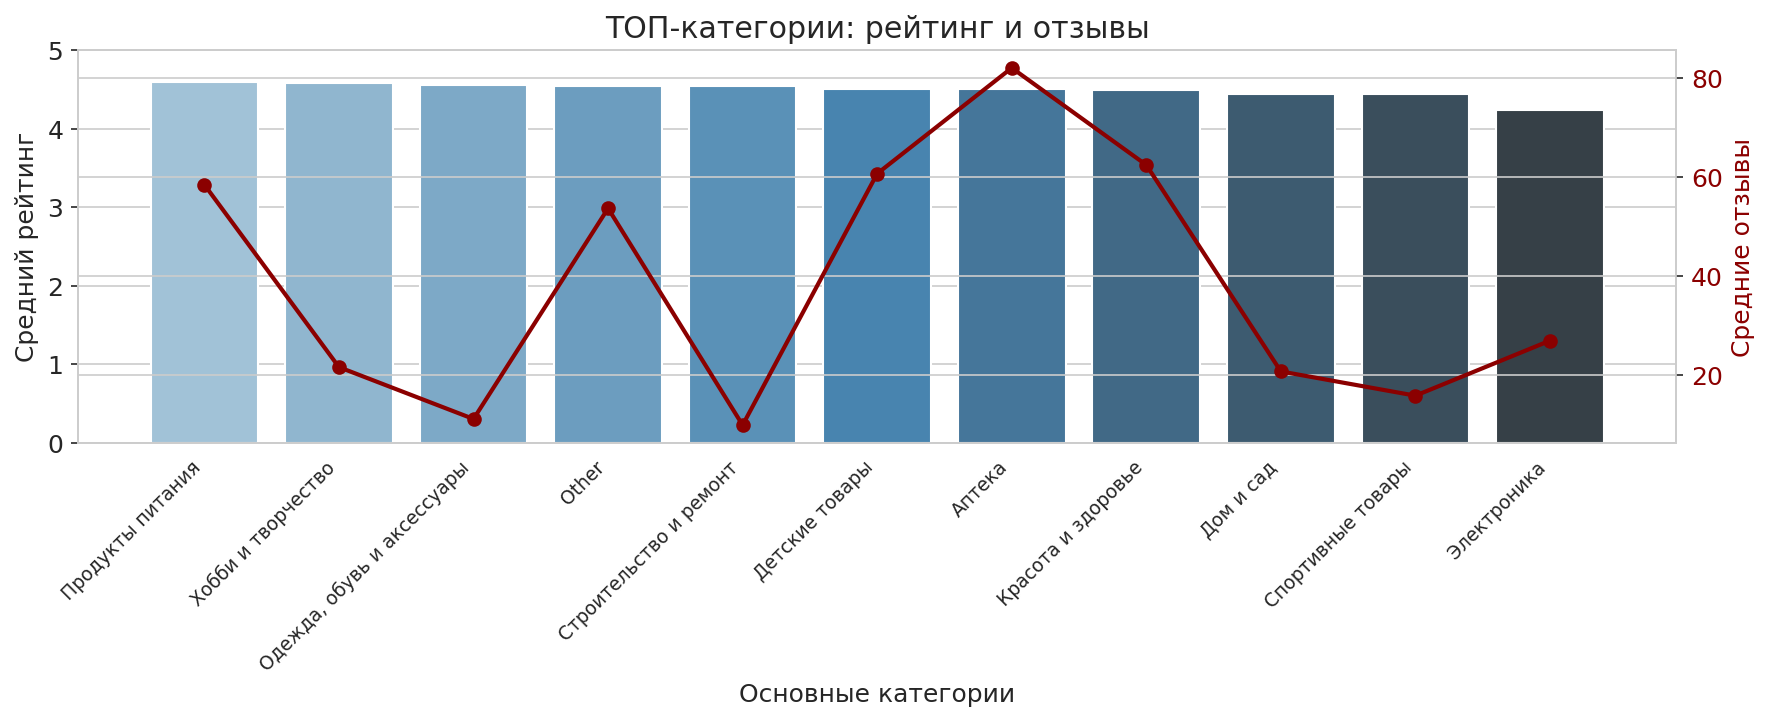 ТОП-категории: рейтинг и отзывы
Средний рейтинг
5
4
3
2
1
0
80
60
40
20
Средние отзывы
Продукты питания
Хобби и творчество
Одежда, обувь и аксессуары
Other
Строительство и ремонт
Детские товары
Аптека
Красота и здоровье
Дом и сад
Спортивные товары
Электроника
Основные категории